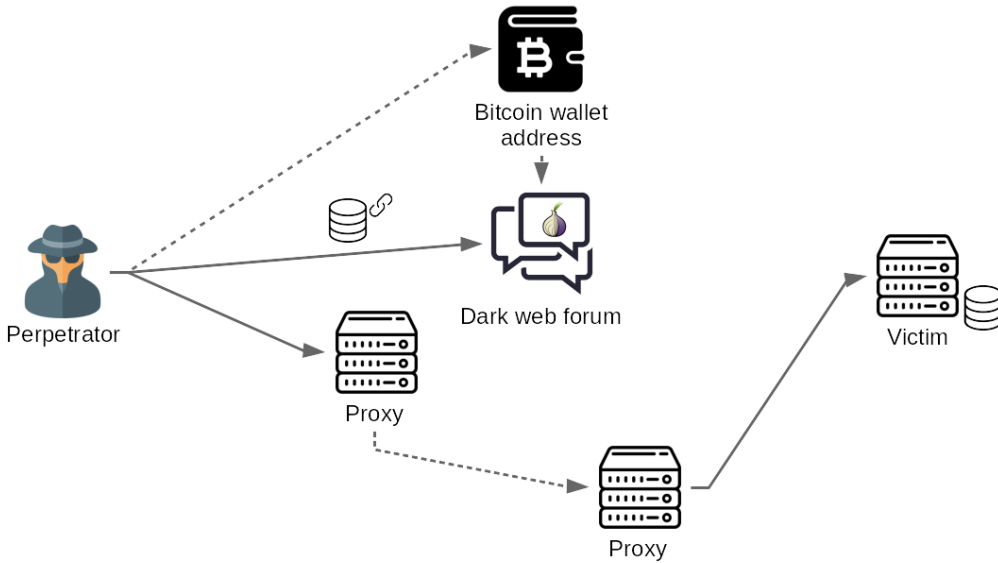 Bitcoin wallet
address
Dark web forum
Perpetrator
Victim
Proxy
Proxy